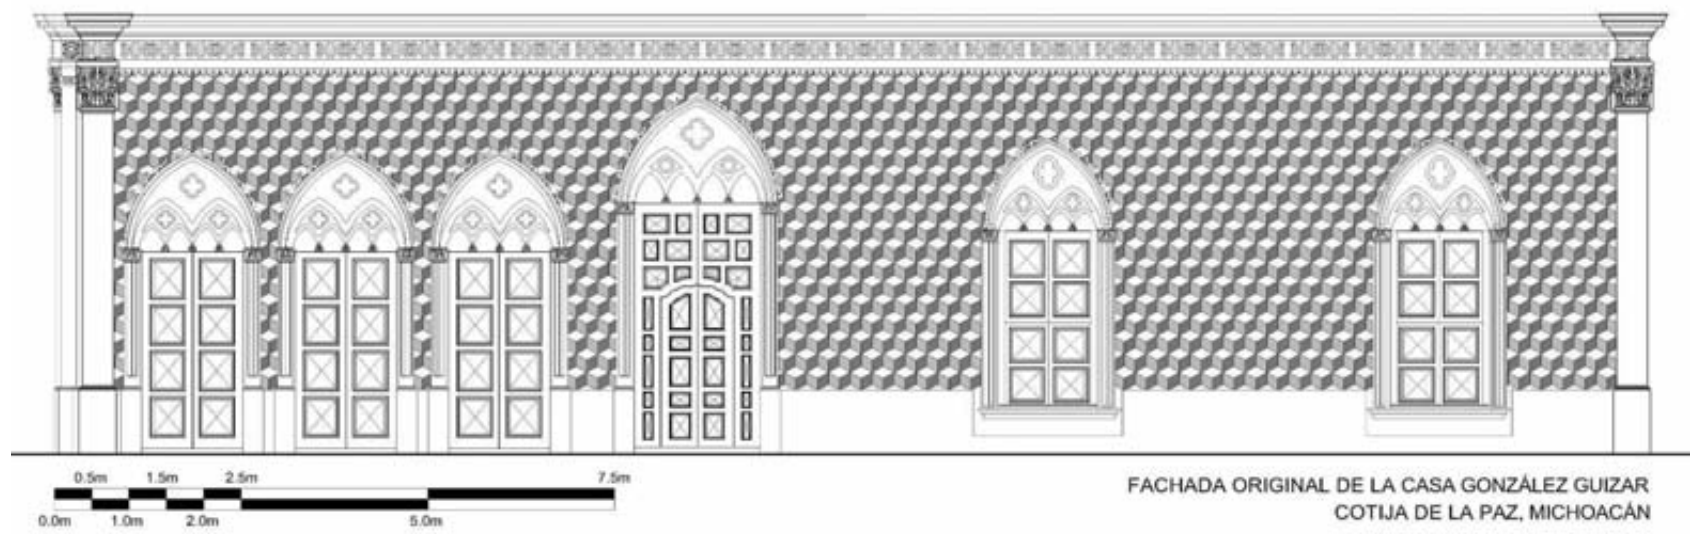 0.5m 1.5m 2.5m 7.5m
0.0m 1.0m 2.0m 5.0m
FACHADA ORIGINAL DE LA CASA GONZÁLEZ GUIZAR
COTIJA DE LA PAZ, MICHOACÁN